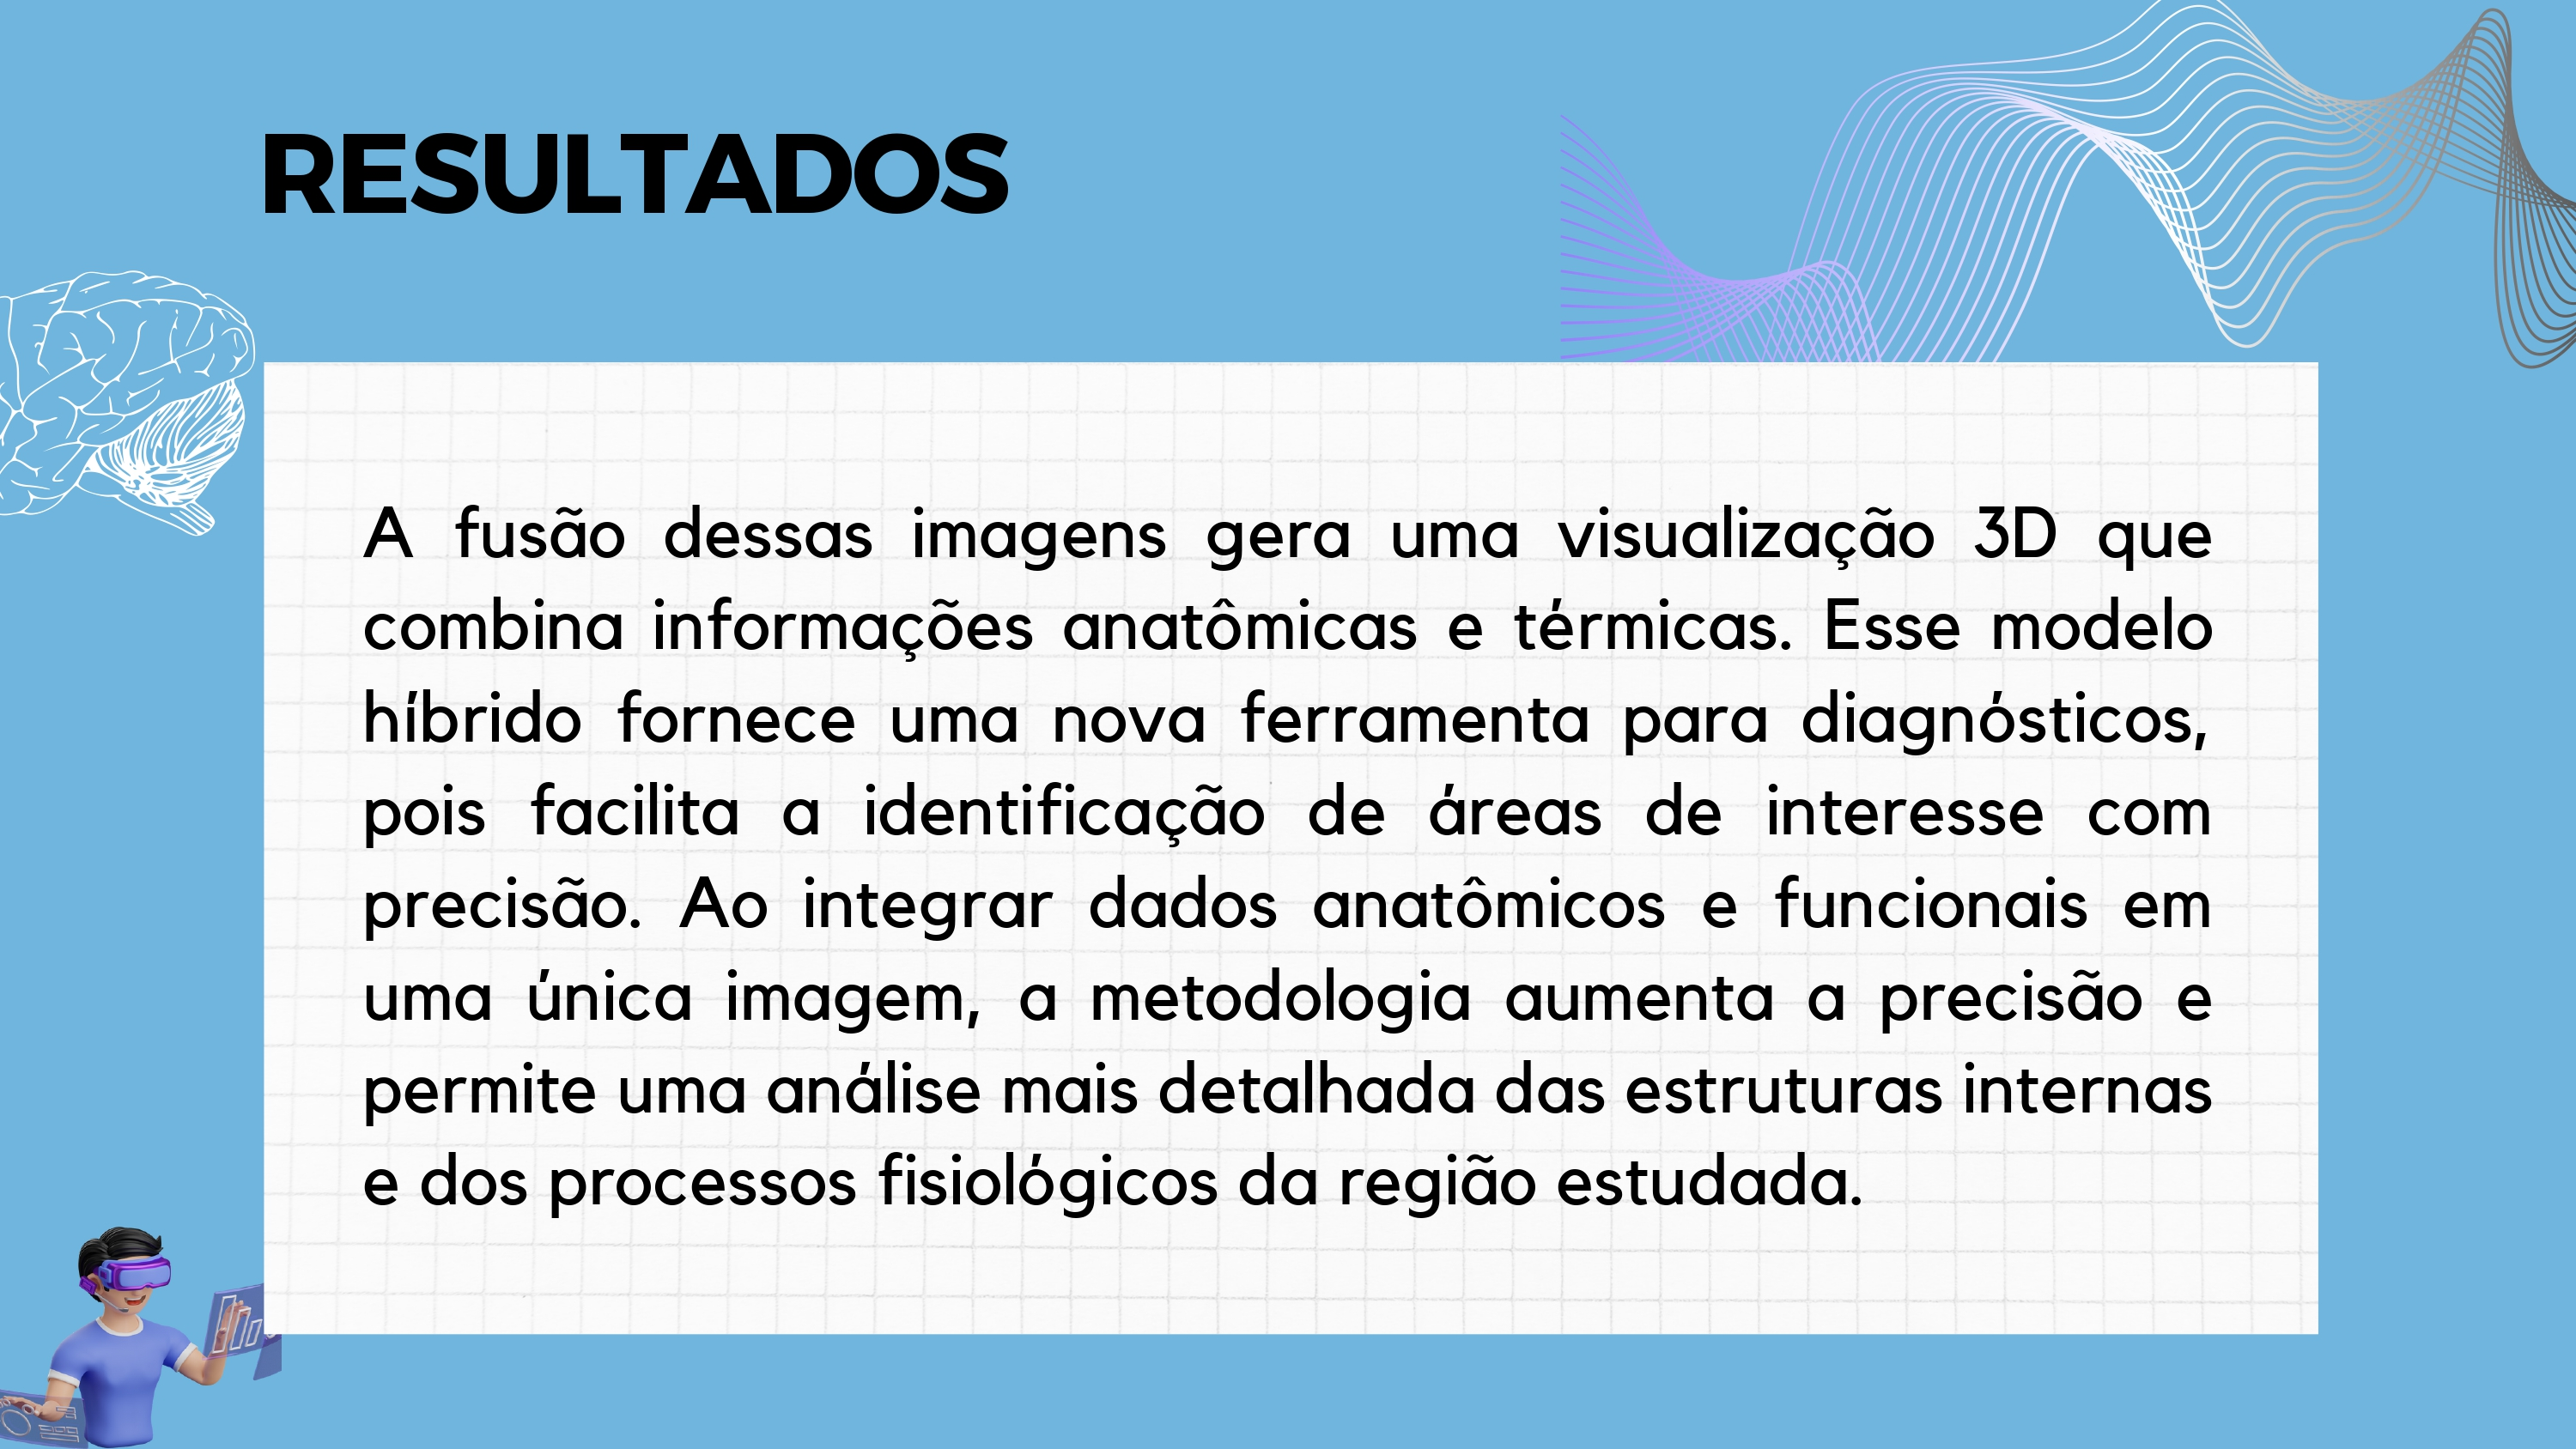 RESULTADOS
A fusão dessas imagens gera uma visualização 3D que
combina informações anatômicas e térmicas. Esse modelo
híbrido fornece uma nova ferramenta para diagnósticos,
pois facilita a identificação de áreas de interesse com
precisão. Ao integrar dados anatômicos e funcionais em
uma única imagem, a metodologia aumenta a precisão e
permite uma análise mais detalhada das estruturas internas
e dos processos fisiológicos da região estudada.